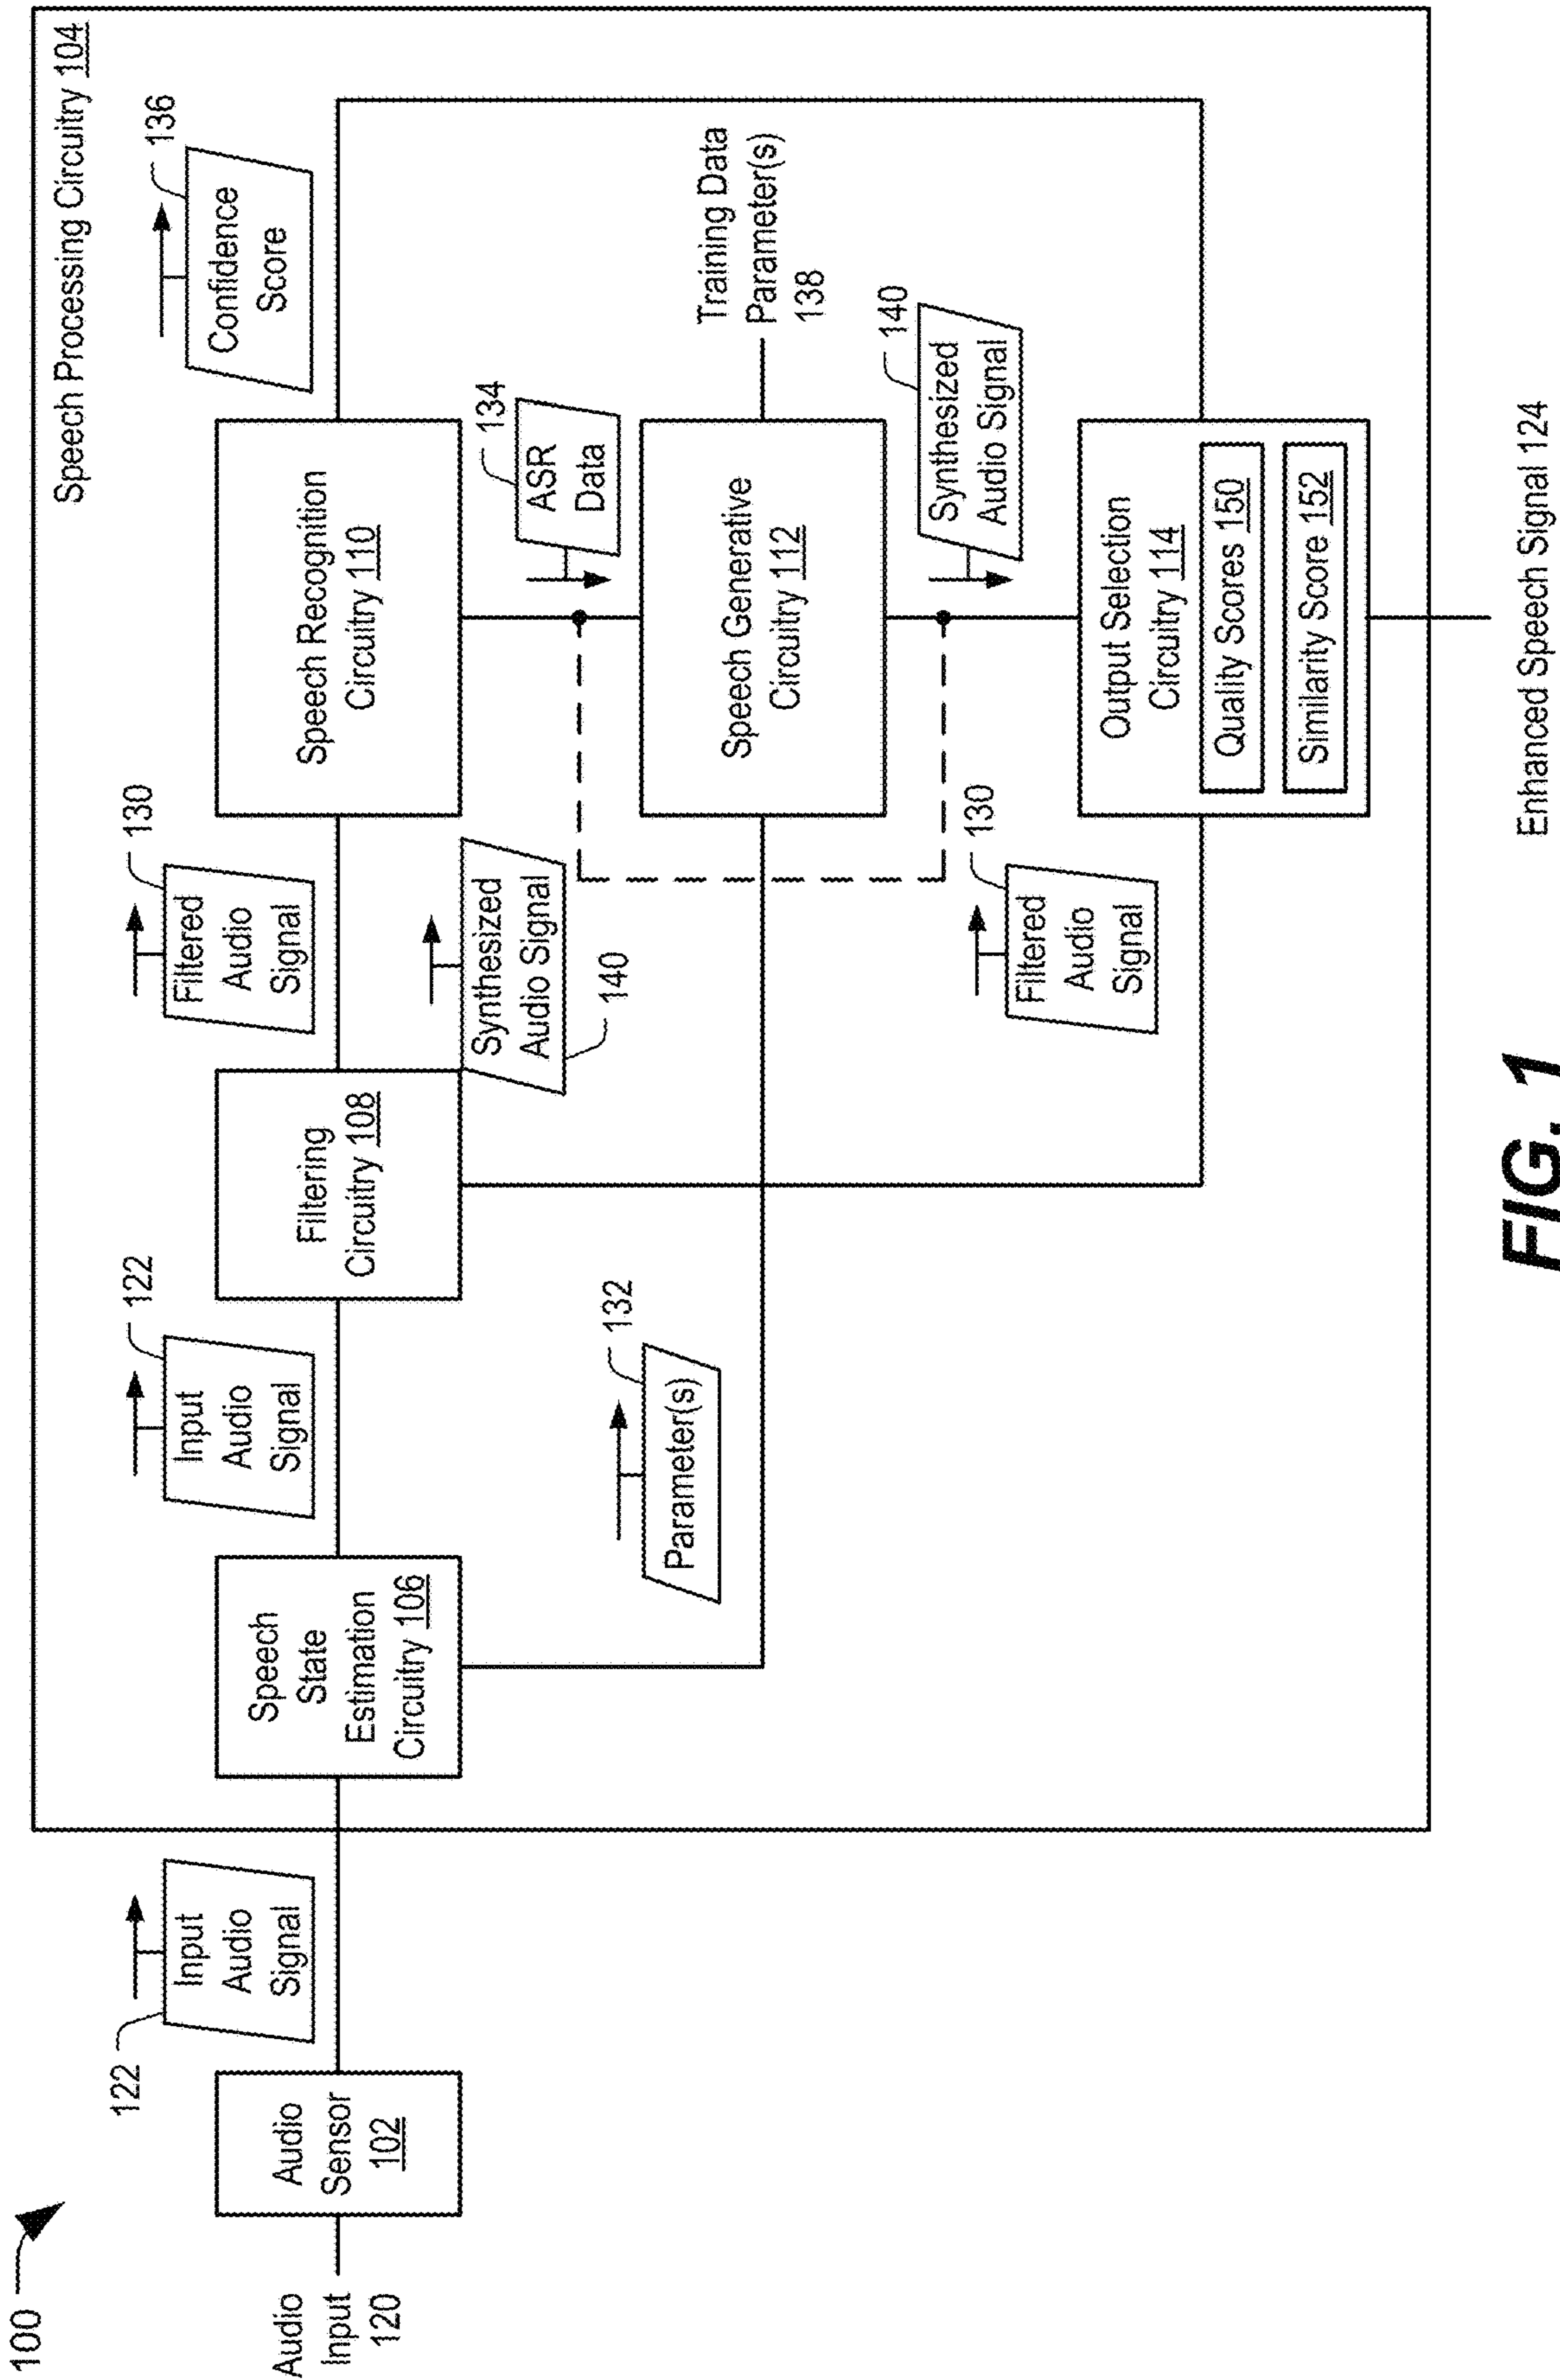 100
Speech Processing Circuitry 104
122
Input
Audio
Signal
122
Input
Audio
Signal
130
Filtered
Audio
Signal
136
Confidence
Score
Audio
Input
120
Audio
Sensor
102
Speech
State
Estimation
Circuitry 106
Filtering
Circuitry 108
Speech Recognition
Circuitry 110
Synthesized
Audio Signal
140
134
ASR
Data
132
Parameter(s)
Speech Generative
Circuitry 112
Training Data
Parameter(s)
138
140
Synthesized
Audio Signal
130
Filtered
Audio
Signal
Output Selection
Circuitry 114
Quality Scores 150
Similarity Score 152
Enhanced Speech Signal 124
FIG. 1